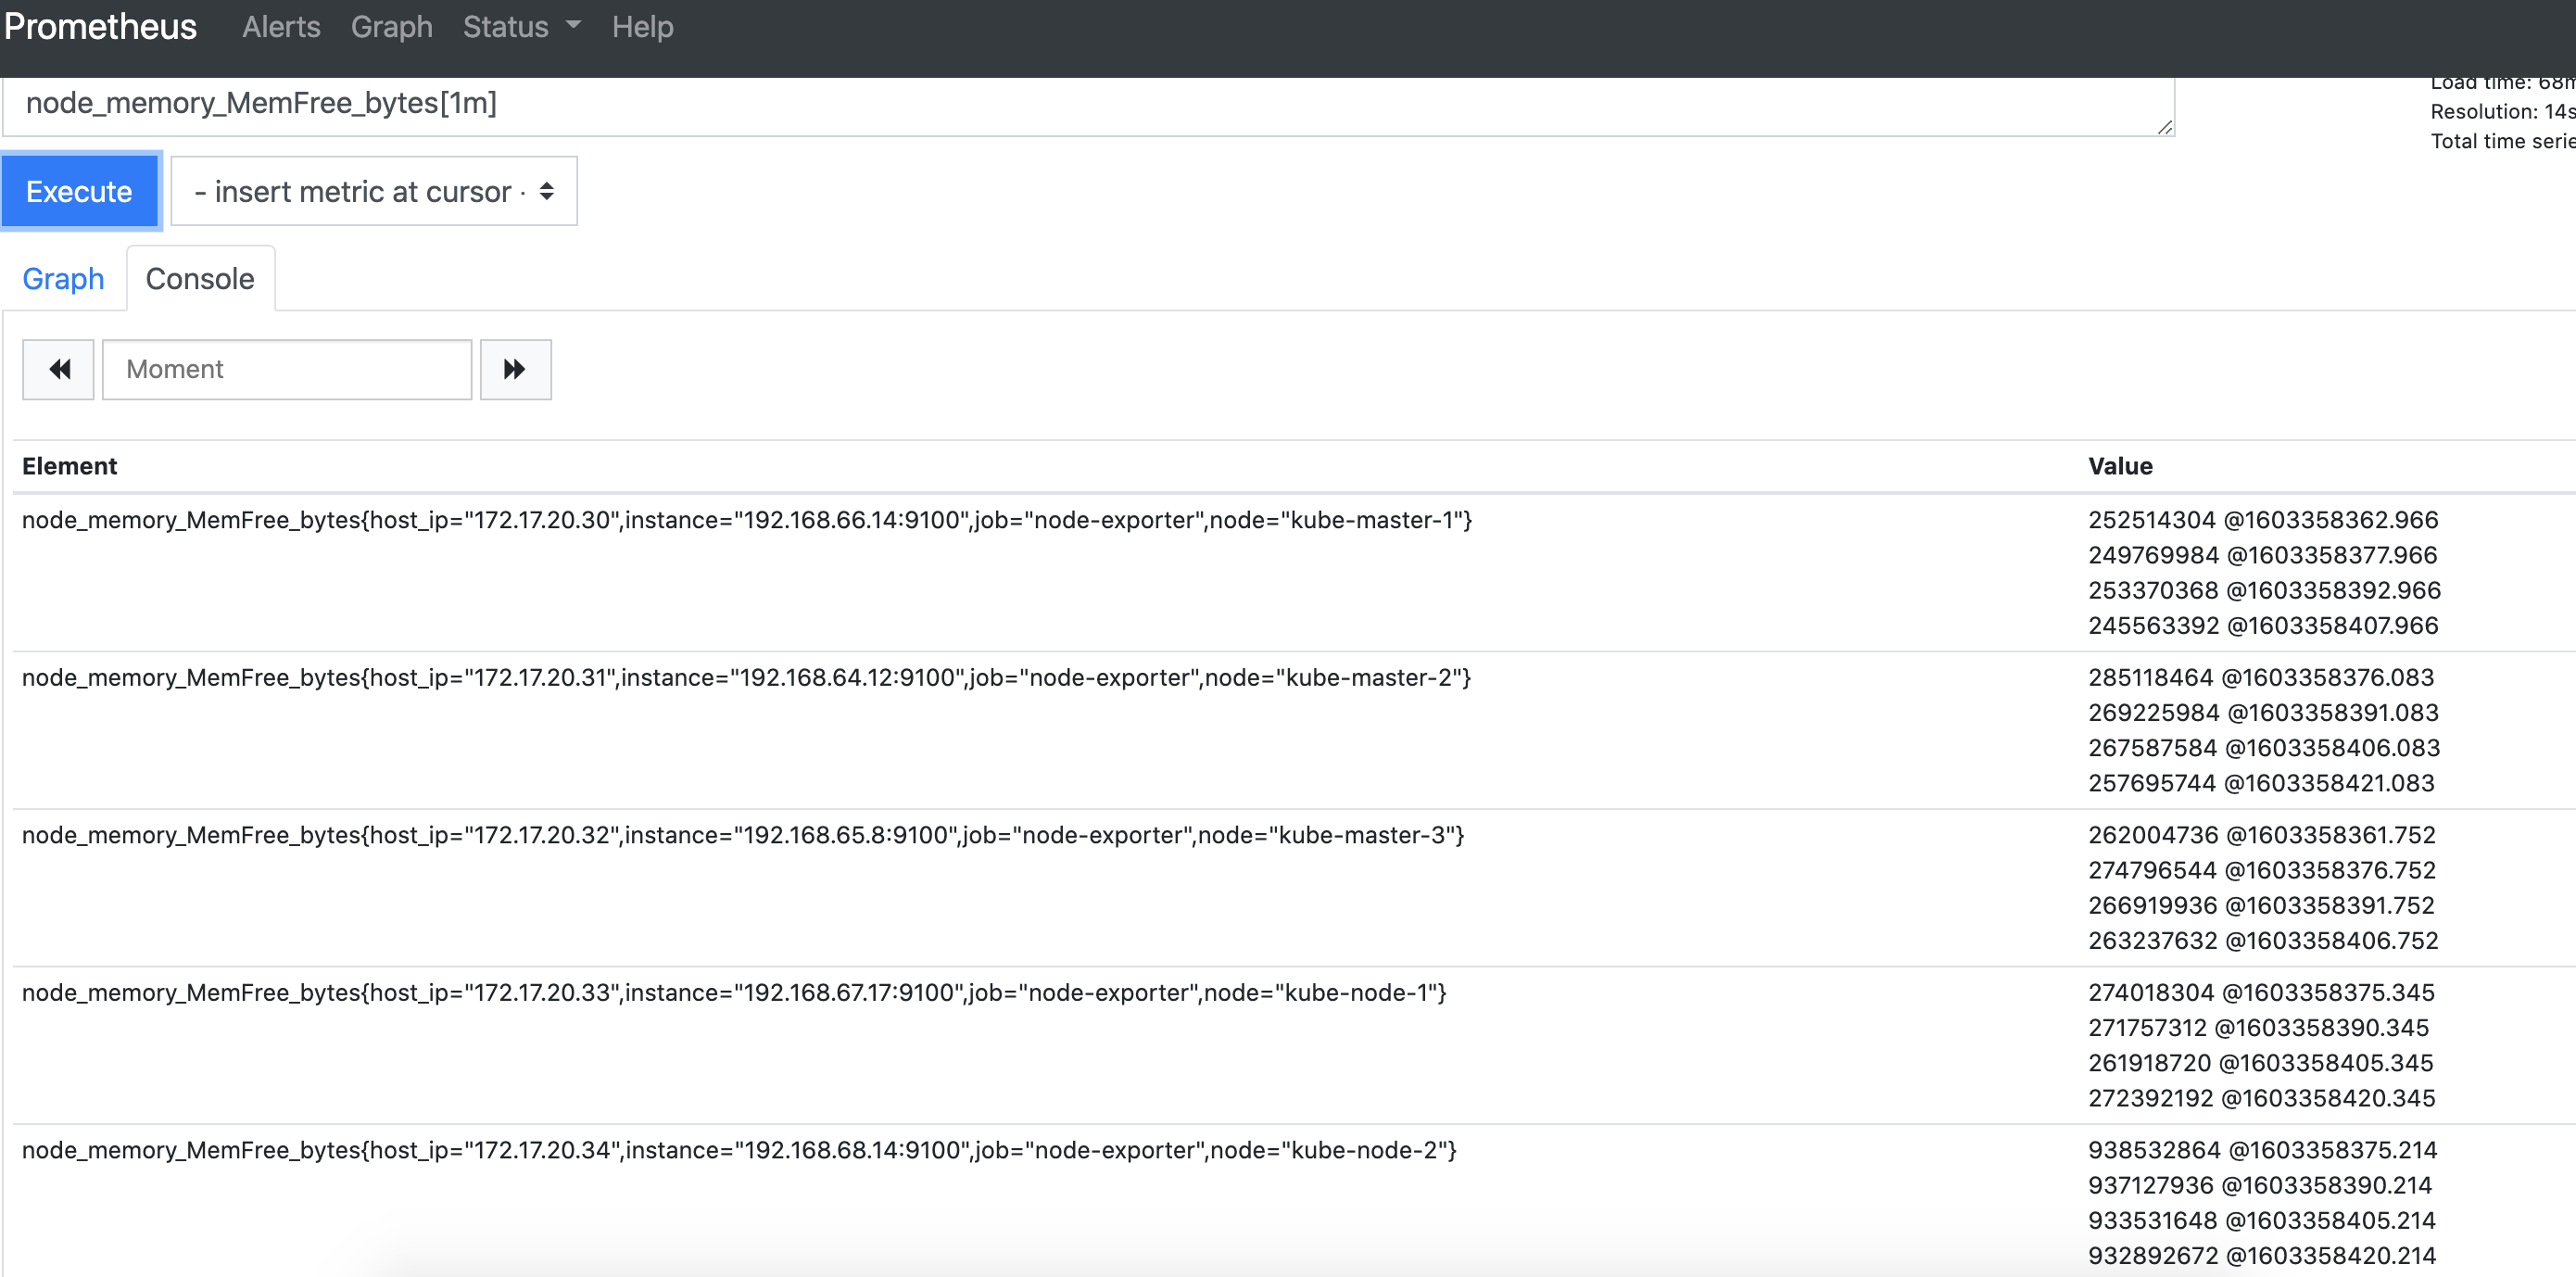 Prometheus Alerts Graph Status Help
node_memory_MemFree_bytes[1m]
Load time: 68m
Resolution: 14s
Total time serie
Execute - insert metric at cursor -
Graph Console
Moment
Element Value
node_memory_MemFree_bytes{host_ip="172.17.20.30",instance="192.168.66.14:9100",job="node-exporter",node="kube-master-1"} 252514304 @1603358362.966
249769984 @1603358377.966
253370368 @1603358392.966
245563392 @1603358407.966
node_memory_MemFree_bytes{host_ip="172.17.20.31",instance="192.168.64.12:9100",job="node-exporter",node="kube-master-2"} 285118464 @1603358376.083
269225984 @1603358391.083
267587584 @1603358406.083
257695744 @1603358421.083
node_memory_MemFree_bytes{host_ip="172.17.20.32",instance="192.168.65.8:9100",job="node-exporter",node="kube-master-3"} 262004736 @1603358361.752
274796544 @1603358376.752
266919936 @1603358391.752
263237632 @1603358406.752
node_memory_MemFree_bytes{host_ip="172.17.20.33",instance="192.168.67.17:9100",job="node-exporter",node="kube-node-1"} 274018304 @1603358375.345
271757312 @1603358390.345
261918720 @1603358405.345
272392192 @1603358420.345
node_memory_MemFree_bytes{host_ip="172.17.20.34",instance="192.168.68.14:9100",job="node-exporter",node="kube-node-2"} 938532864 @1603358375.214
937127936 @1603358390.214
933531648 @1603358405.214
932892672 @1603358420.214